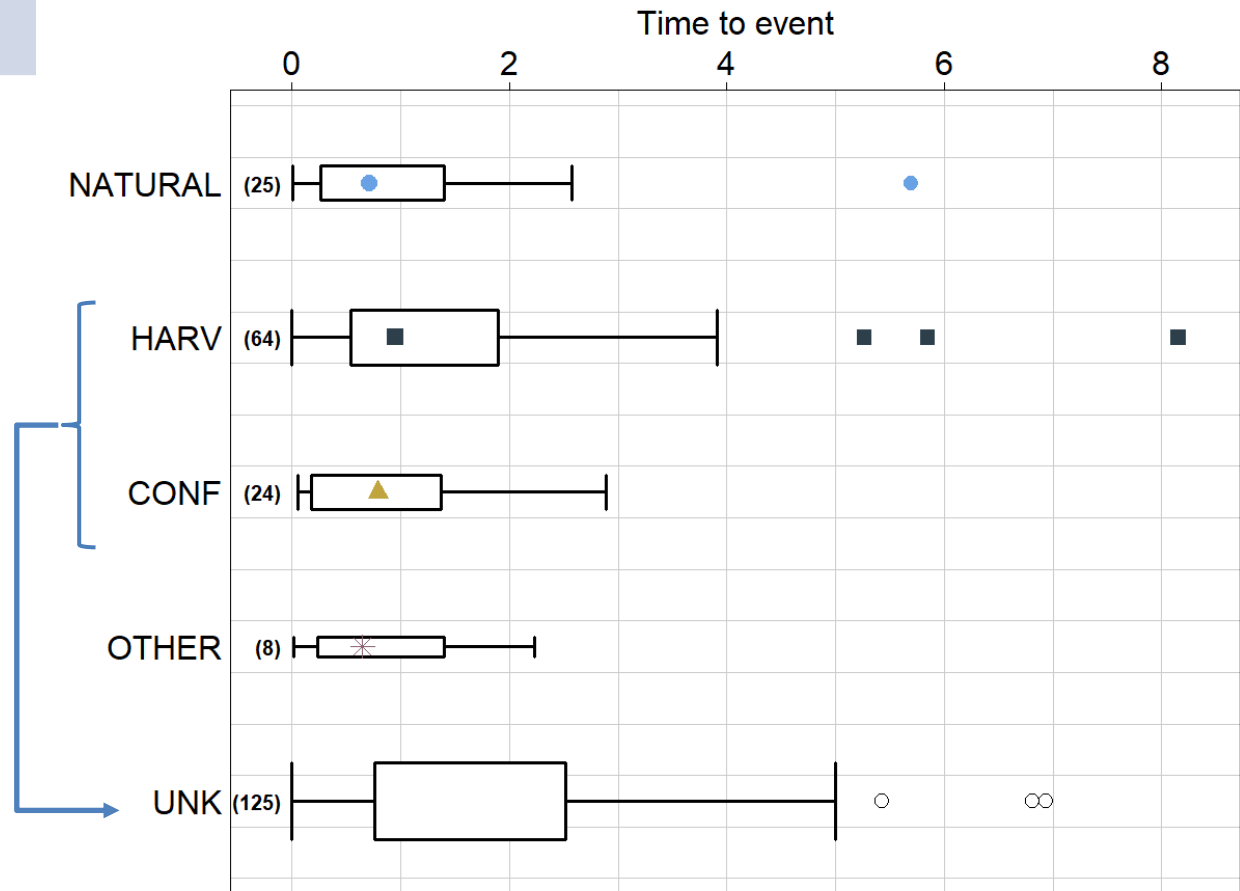 Time to event
0 2 4 6 8
NATURAL (25)
HARV (64)
CONF (24)
OTHER (8)
UNK (125)